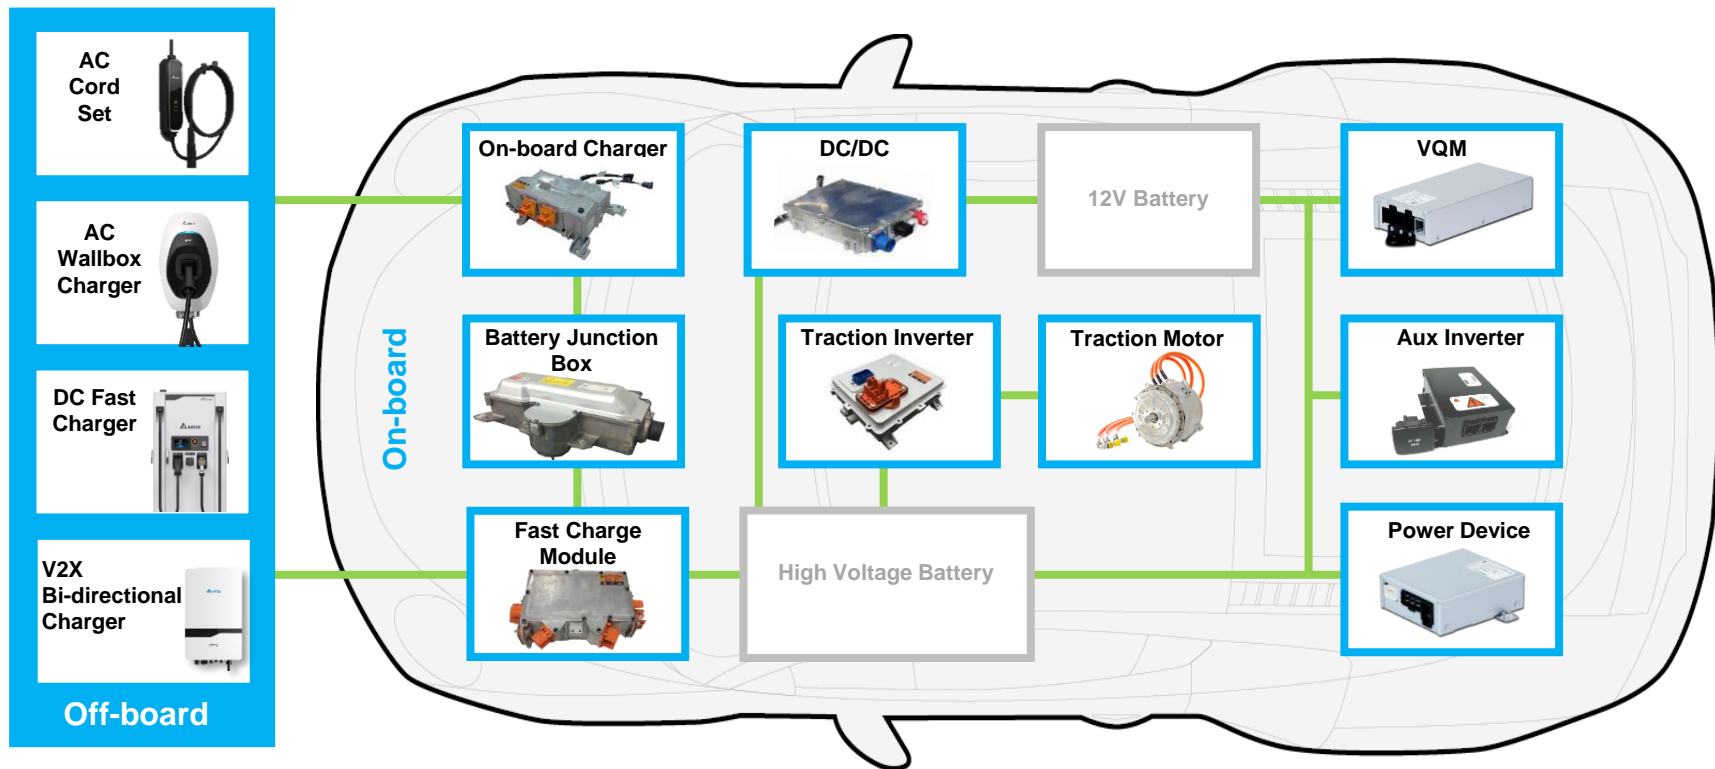 AC
Cord
Set
AC
Wallbox
Charger
DC Fast
Charger
V2X
Bi-directional
Charger
Off-board
On-board
On-board Charger
DC/DC
12V Battery
VQM
Battery Junction
Box
Traction Inverter
Traction Motor
Aux Inverter
Fast Charge
Module
High Voltage Battery
Power Device